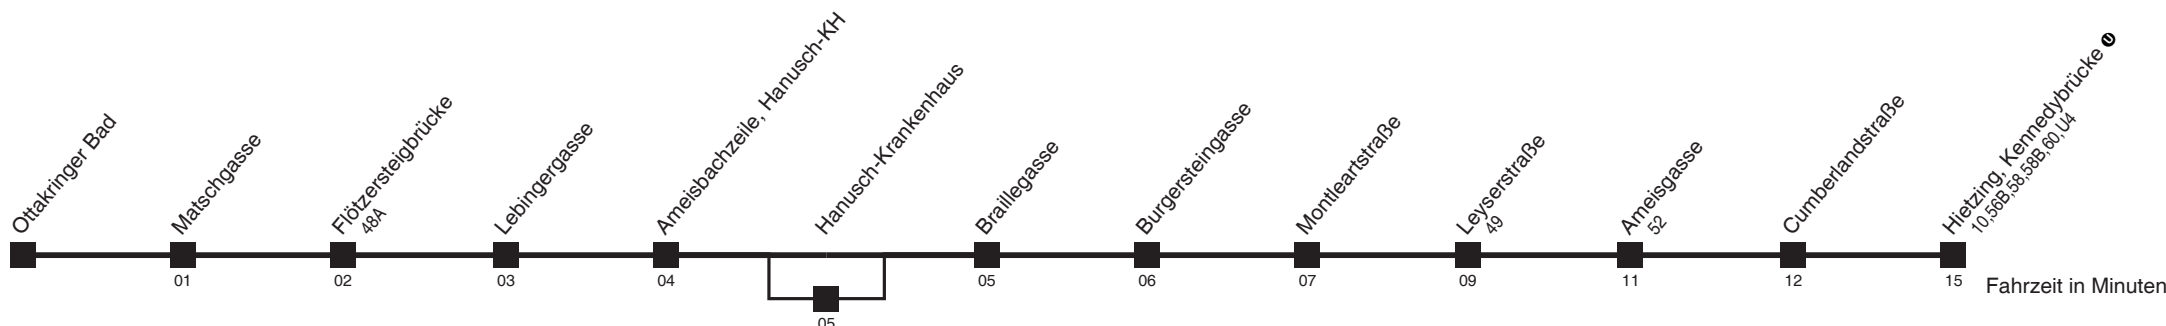 Ottakringer Bad
Matschgasse
Flötzersteigbrücke
48A
Lebingergasse
Ameisbachzeile, Hanusch-KH
Hanusch-Krankenhaus
Braillegasse
Burgersteingasse
Montleartstraße
Leyserstraße
49
Ameisgasse
52
Cumberlandstraße
Hietzing, Kennedybrücke U
10,56B,58,58B,60,U4
01 02 03 04 05 06 07 09 11 12 15 Fahrzeit in Minuten
05